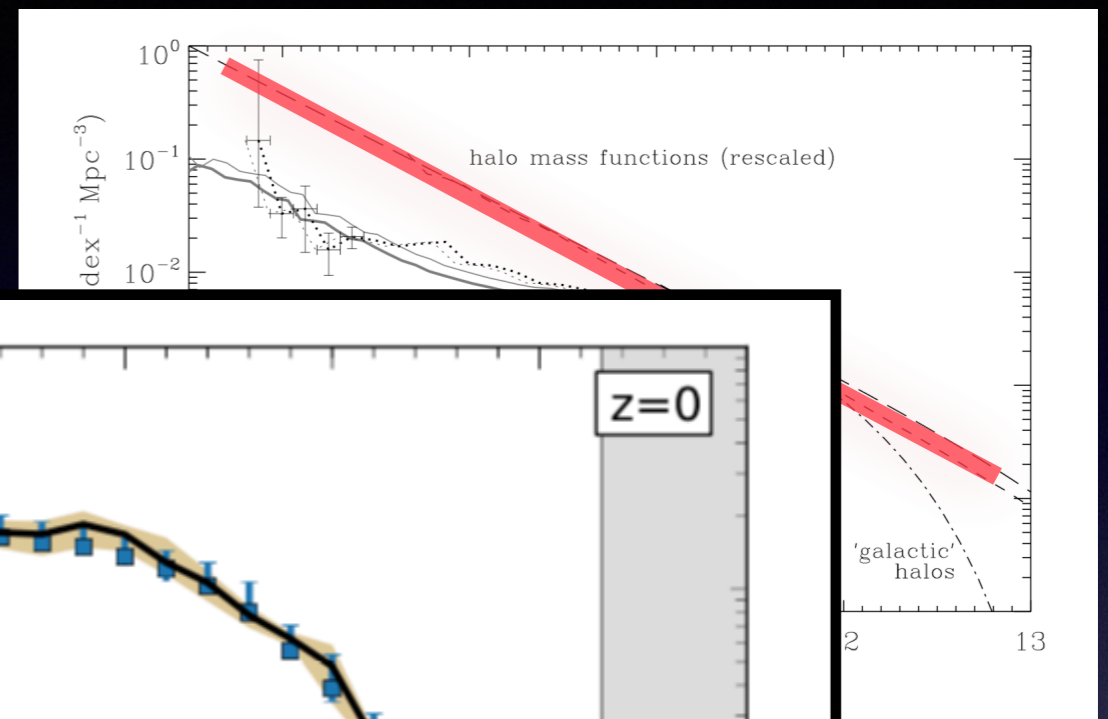 10⁰
10⁻¹
10⁻²
dex⁻¹ Mpc⁻³)
halo mass functions (rescaled)
z=0
'galactic'
halos
2
13